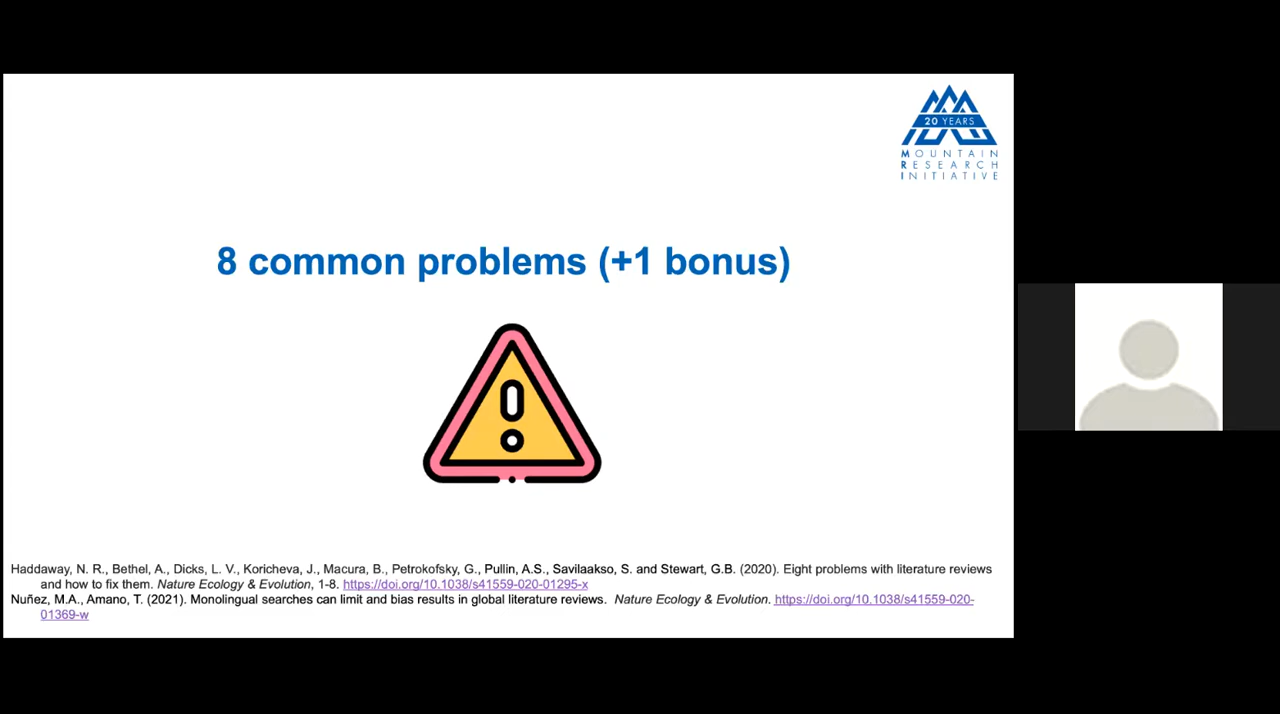 20 YEARS
MOUNTAIN
RESEARCH
INITIATIVE
8 common problems (+1 bonus)
Haddaway, N. R., Bethel, A., Dicks, L. V., Koricheva, J., Macura, B., Petrokofsky, G., Pullin, A.S., Savilaakso, S. and Stewart, G.B. (2020). Eight problems with literature reviews
and how to fix them. Nature Ecology & Evolution, 1-8. https://doi.org/10.1038/s41559-020-01295-x
Nuñez, M.A., Amano, T. (2021). Monolingual searches can limit and bias results in global literature reviews. Nature Ecology & Evolution. https://doi.org/10.1038/s41559-020-
01369-w